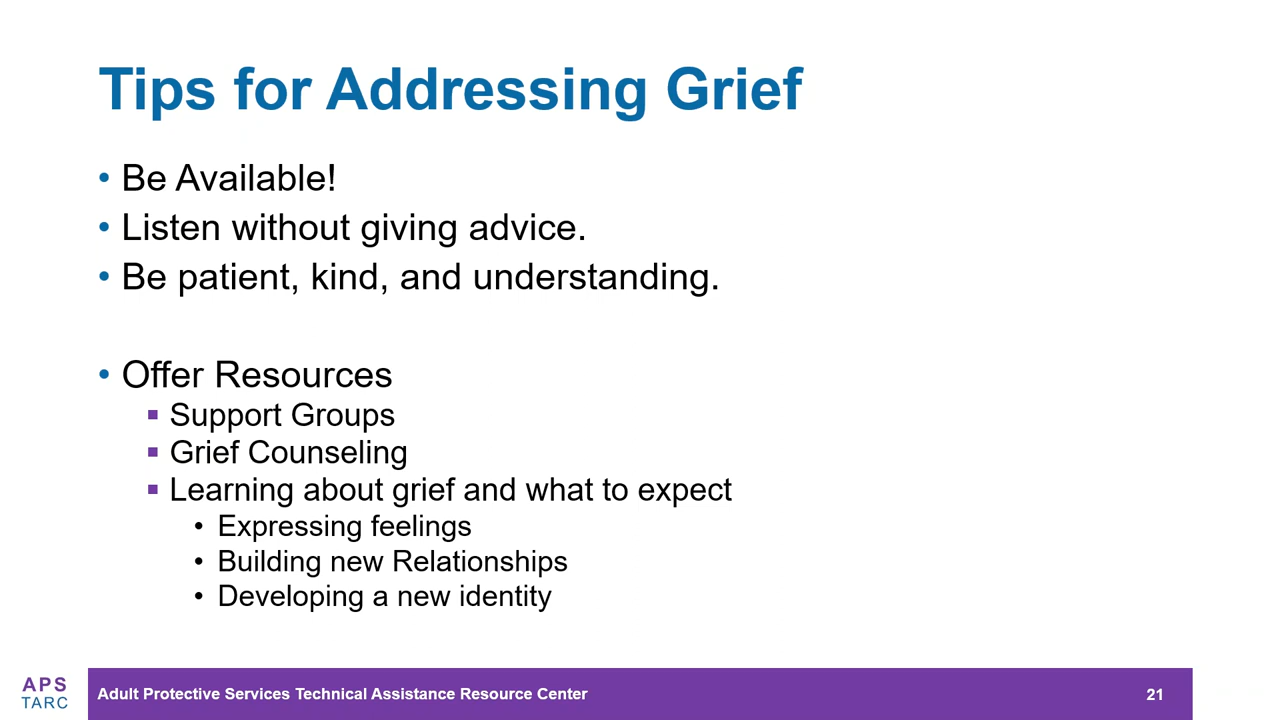 Tips for Addressing Grief
• Be Available!
• Listen without giving advice.
• Be patient, kind, and understanding.
• Offer Resources
▪ Support Groups
▪ Grief Counseling
▪ Learning about grief and what to expect
• Expressing feelings
• Building new Relationships
• Developing a new identity
APS
TARC
Adult Protective Services Technical Assistance Resource Center
21